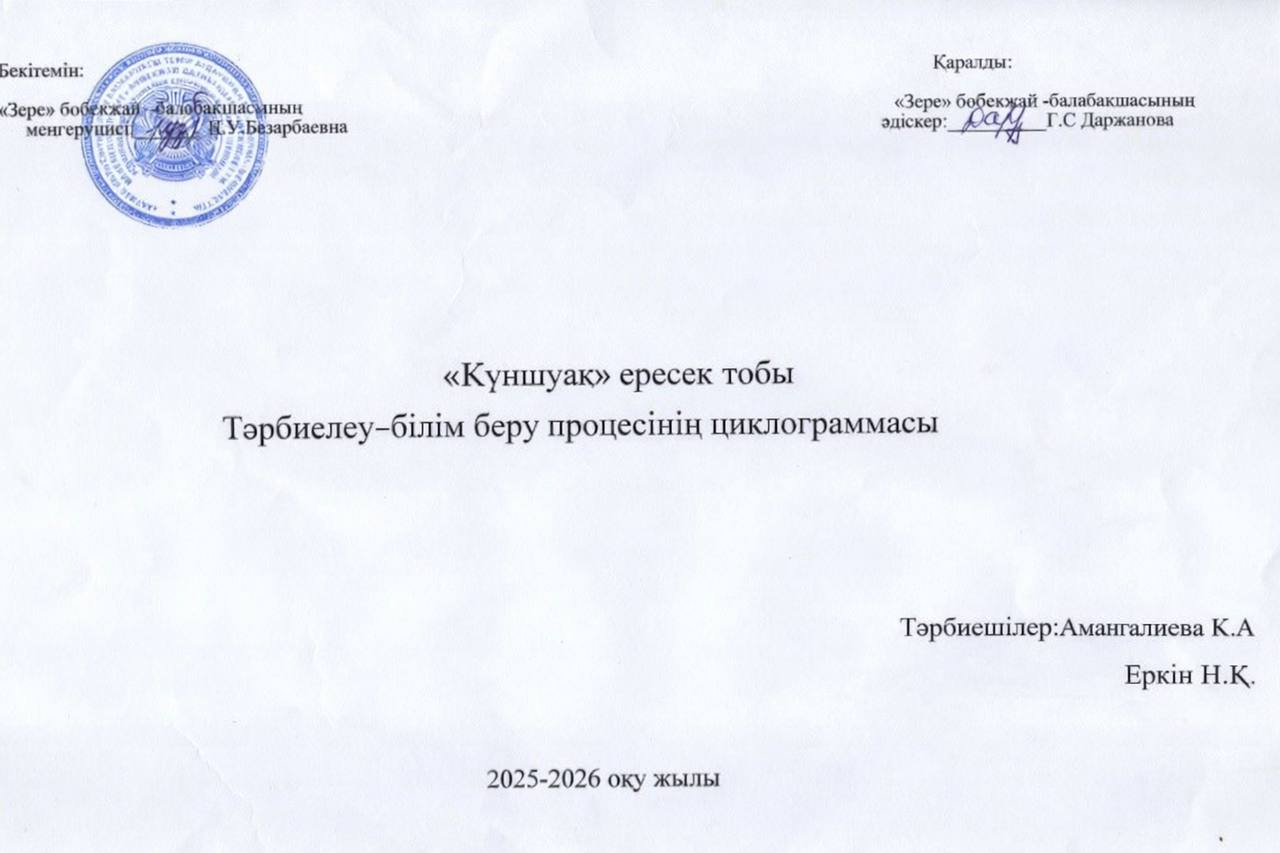 Бекітемін:
«Зере» бөбекжай -балабақшасының
меңгерушісі Н.У.Безарбаевна
Қаралды:
«Зере» бөбекжай -балабақшасының
әдіскер:__________Г.С Даржанова
«Күншуақ» ересек тобы
Тәрбиелеу–білім беру процесінің циклограммасы
Тәрбиешілер:Амангалиева К.А
Еркін Н.Қ.
2025-2026 оқу жылы